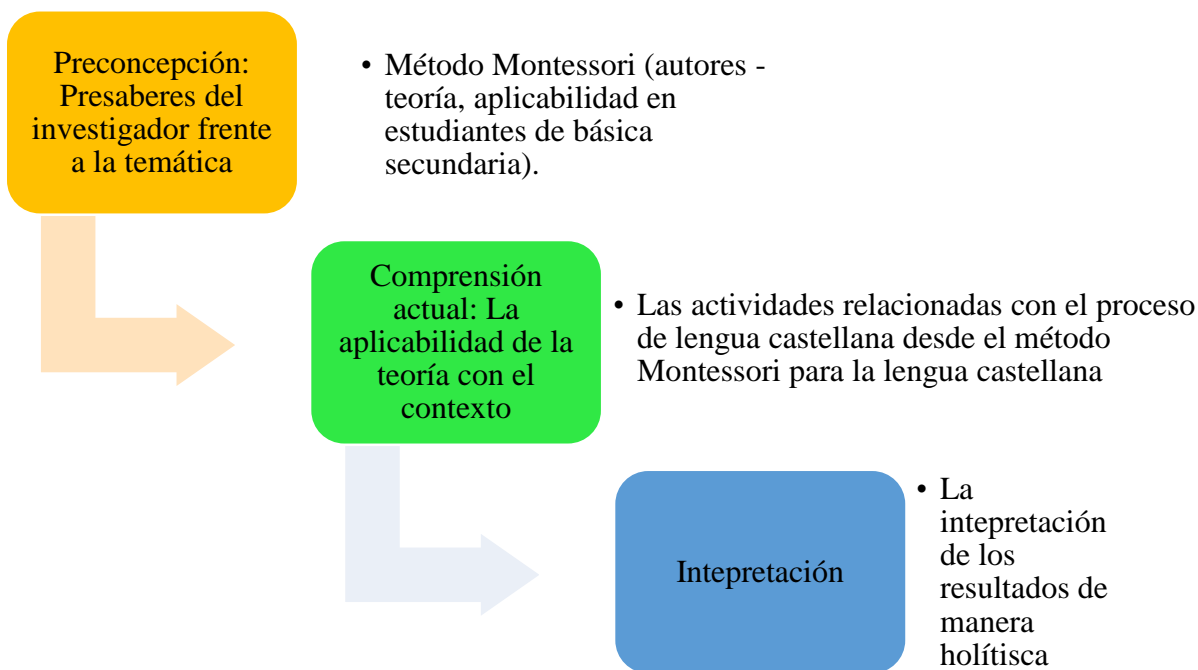 Preconcepción:
Presaberes del
investigador frente
a la temática
• Método Montessori (autores -
teoría, aplicabilidad en
estudiantes de básica
secundaria).
Comprensión
actual: La
aplicabilidad de la
teoría con el
contexto
• Las actividades relacionadas con el proceso
de lengua castellana desde el método
Montessori para la lengua castellana
Intepretación
• La
intepretación
de los
resultados de
manera
holítisca